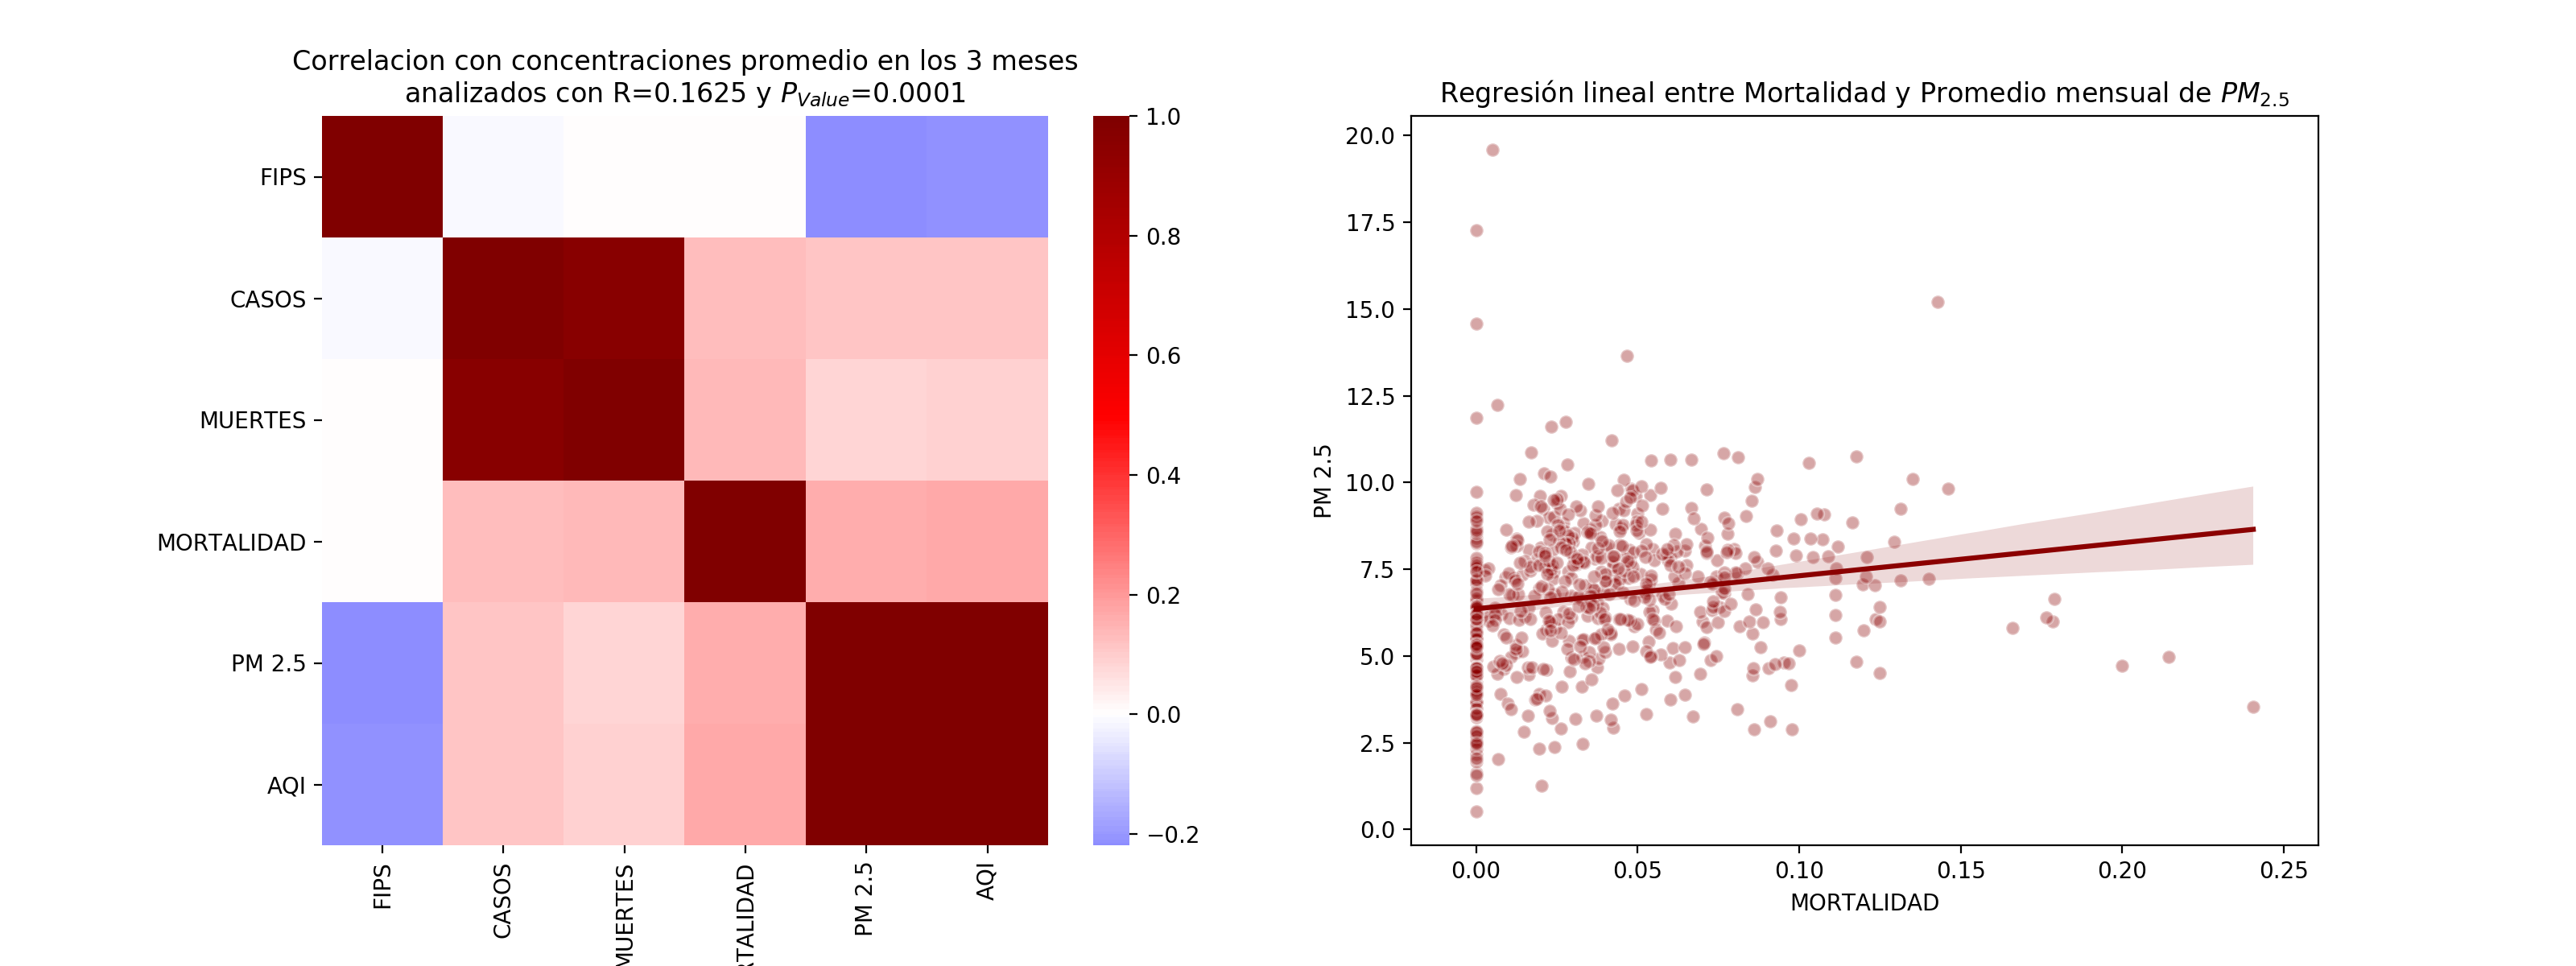 Correlacion con concentraciones promedio en los 3 meses
analizados con R=0.1625 y P_Value=0.0001
FIPS
CASOS
MUERTES
MORTALIDAD
PM 2.5
AQI
FIPS
CASOS
MUERTES
RTALIDAD
PM 2.5
AQI
1.0
0.8
0.6
0.4
0.2
0.0
−0.2
Regresión lineal entre Mortalidad y Promedio mensual de PM_2.5
PM 2.5
20.0
17.5
15.0
12.5
10.0
7.5
5.0
2.5
0.0
0.00
0.05
0.10
0.15
0.20
0.25
MORTALIDAD